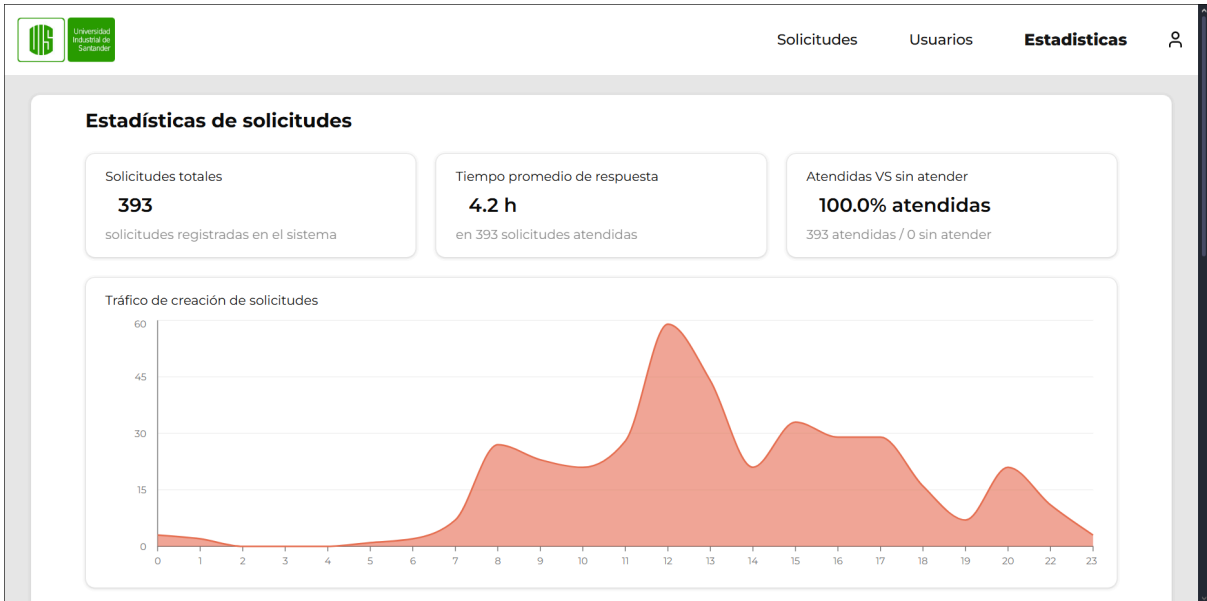 Universidad
Industrial de
Santander
Solicitudes Usuarios Estadisticas
Estadísticas de solicitudes
Solicitudes totales
393
solicitudes registradas en el sistema
Tiempo promedio de respuesta
4.2 h
en 393 solicitudes atendidas
Atendidas VS sin atender
100.0% atendidas
393 atendidas / 0 sin atender
Tráfico de creación de solicitudes
60
45
30
15
0
0 1 2 3 4 5 6 7 8 9 10 11 12 13 14 15 16 17 18 19 20 22 23